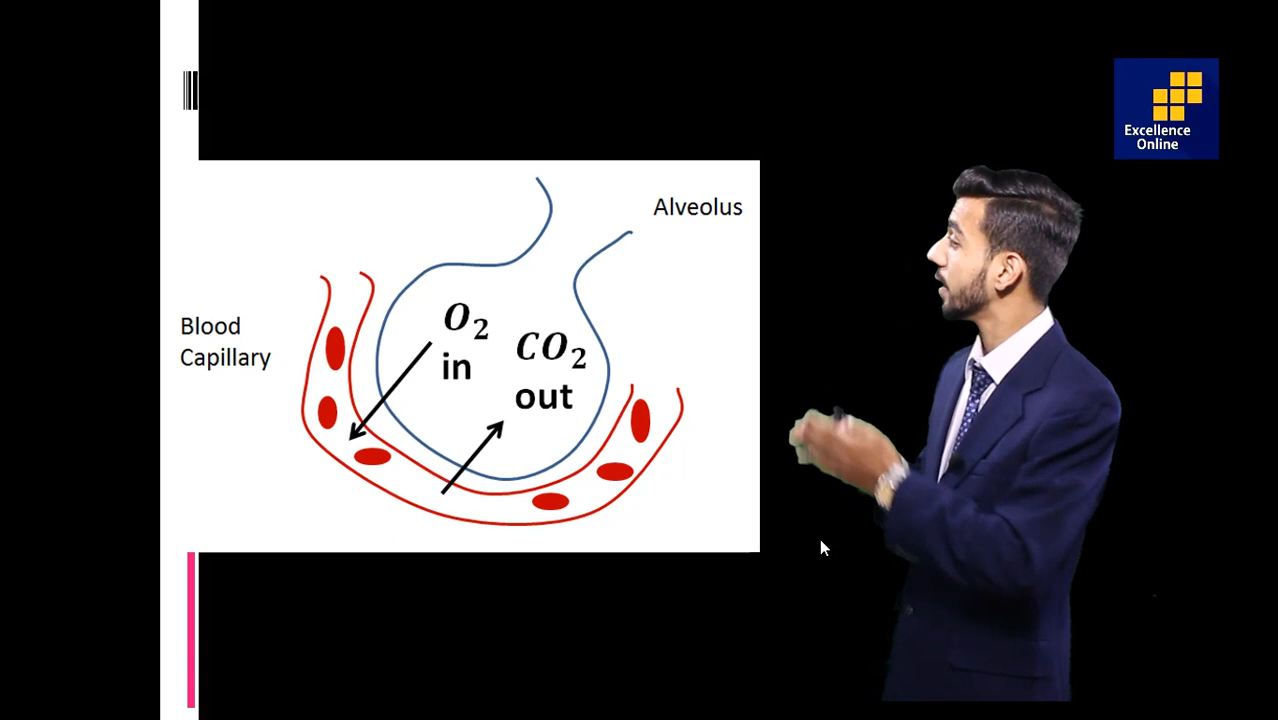 Excellence
Online
Alveolus
Blood
Capillary
O₂
in
CO₂
out